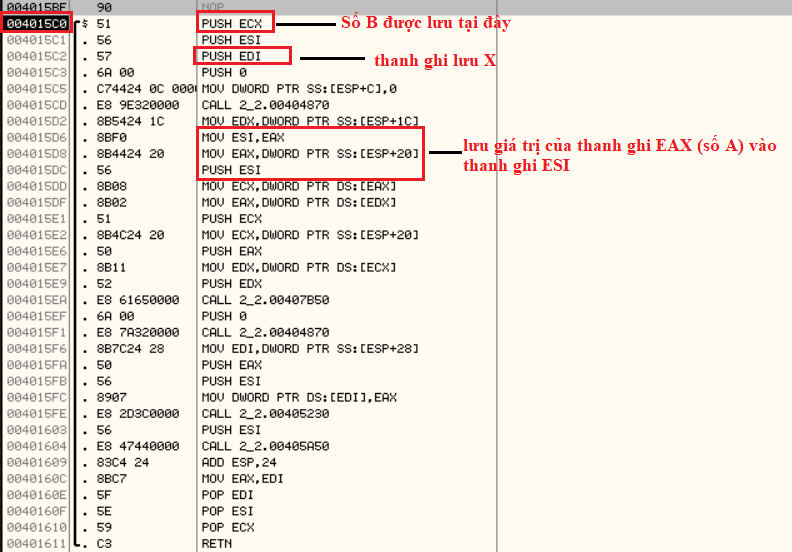 004015BF 90 NOP
004015C0 $ 51 PUSH ECX Số B được lưu tại đây
004015C1 . 56 PUSH ESI
004015C2 . 57 PUSH EDI thanh ghi lưu X
004015C3 . 6A 00 PUSH 0
004015C5 . C74424 0C 0000 MOV DWORD PTR SS:[ESP+C],0
004015CD . E8 9E320000 CALL 2_2.00404870
004015D2 . 8B5424 1C MOV EDX,DWORD PTR SS:[ESP+1C]
004015D6 . 8BF0 MOV ESI,EAX
004015D8 . 8B4424 20 MOV EAX,DWORD PTR SS:[ESP+20] lưu giá trị của thanh ghi EAX (số A) vào
004015DC . 56 PUSH ESI thanh ghi ESI
004015DD . 8B08 MOV ECX,DWORD PTR DS:[EAX]
004015DF . 8B02 MOV EAX,DWORD PTR DS:[EDX]
004015E1 . 51 PUSH ECX
004015E2 . 8B4C24 20 MOV ECX,DWORD PTR SS:[ESP+20]
004015E6 . 50 PUSH EAX
004015E7 . 8B11 MOV EDX,DWORD PTR DS:[ECX]
004015E9 . 52 PUSH EDX
004015EA . E8 61650000 CALL 2_2.00407B50
004015EF . 6A 00 PUSH 0
004015F1 . E8 7A320000 CALL 2_2.00404870
004015F6 . 8B7C24 28 MOV EDI,DWORD PTR SS:[ESP+28]
004015FA . 50 PUSH EAX
004015FB . 56 PUSH ESI
004015FC . 8907 MOV DWORD PTR DS:[EDI],EAX
004015FE . E8 2D3C0000 CALL 2_2.00405230
00401603 . 56 PUSH ESI
00401604 . E8 47440000 CALL 2_2.00405A50
00401609 . 83C4 24 ADD ESP,24
0040160C . 8BC7 MOV EAX,EDI
0040160E . 5F POP EDI
0040160F . 5E POP ESI
00401610 . 59 POP ECX
00401611 . C3 RETN